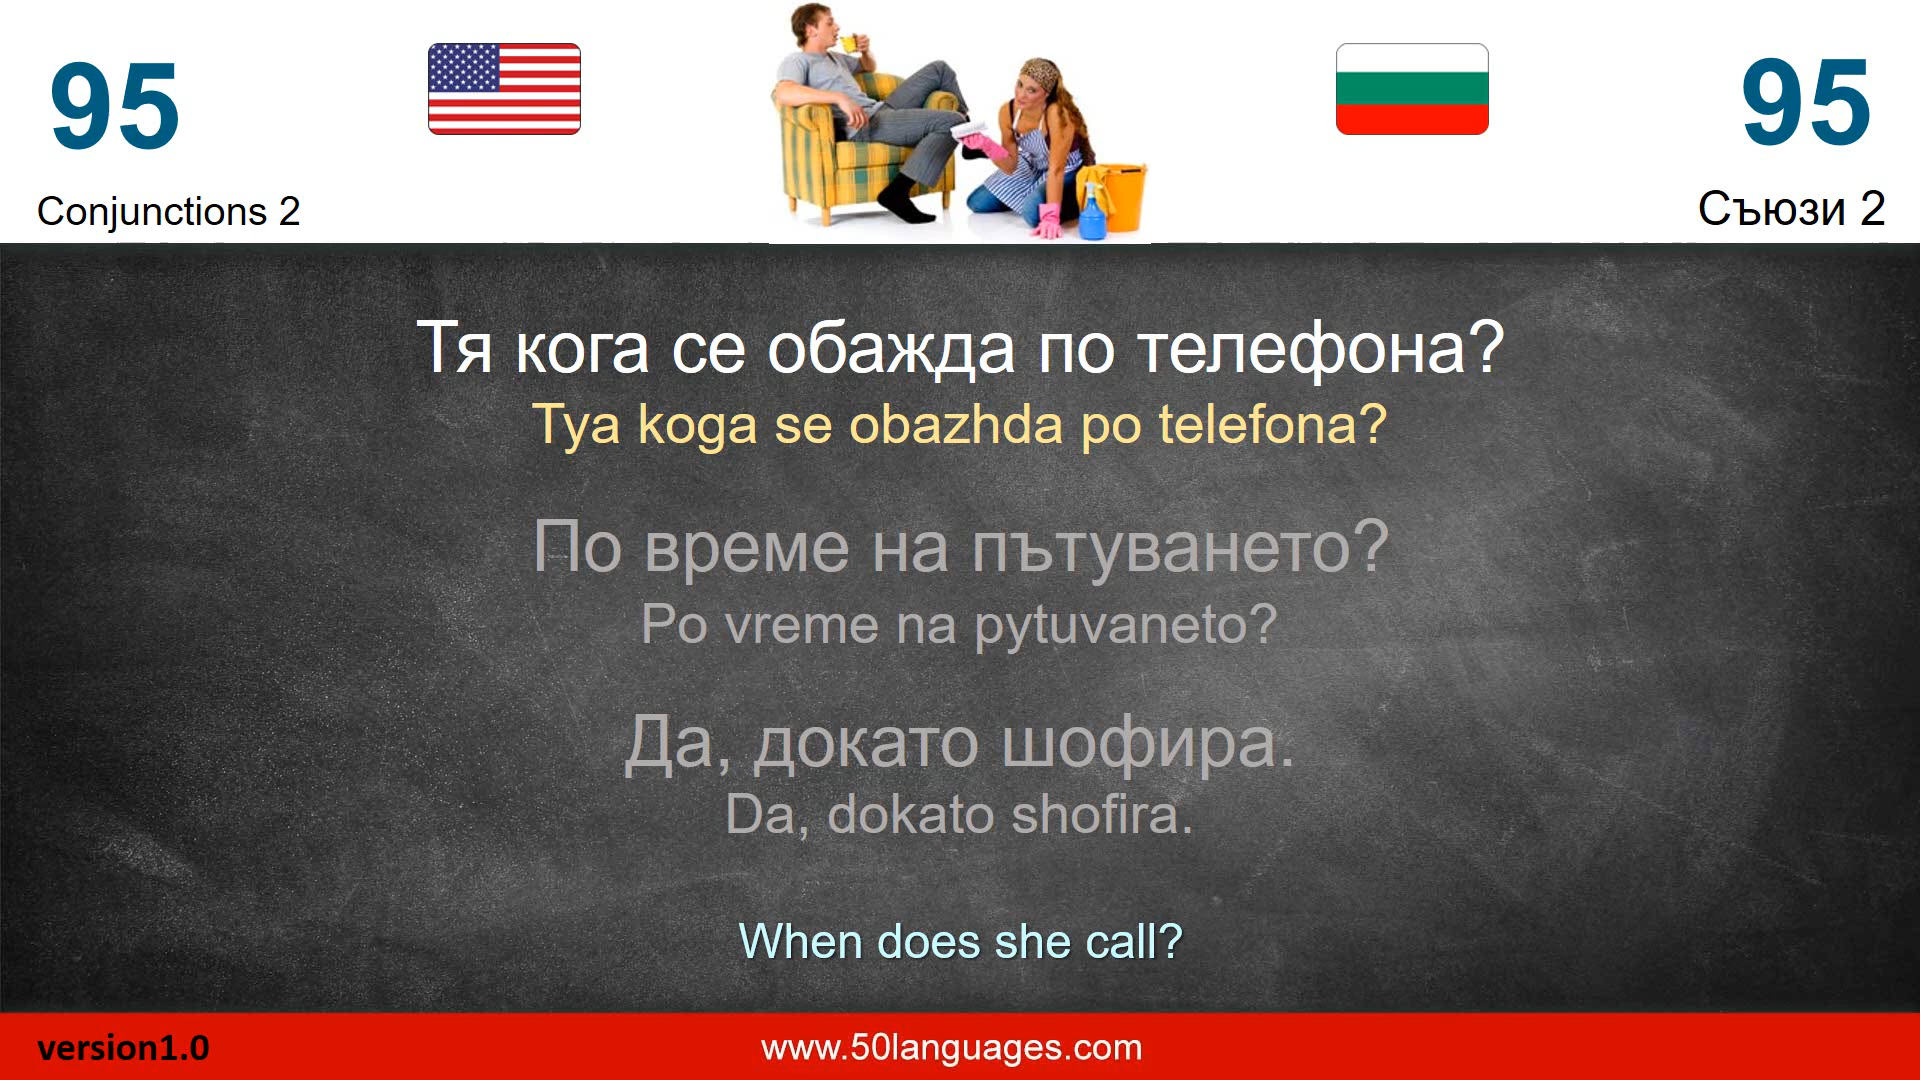 95
95
Conjunctions 2
Съюзи 2
Тя кога се обажда по телефона?
Tya koga se obazhda po telefona?
По време на пътуването?
Po vreme na pytuvaneto?
Да, докато шофира.
Da, dokato shofira.
When does she call?
version1.0
www.50languages.com